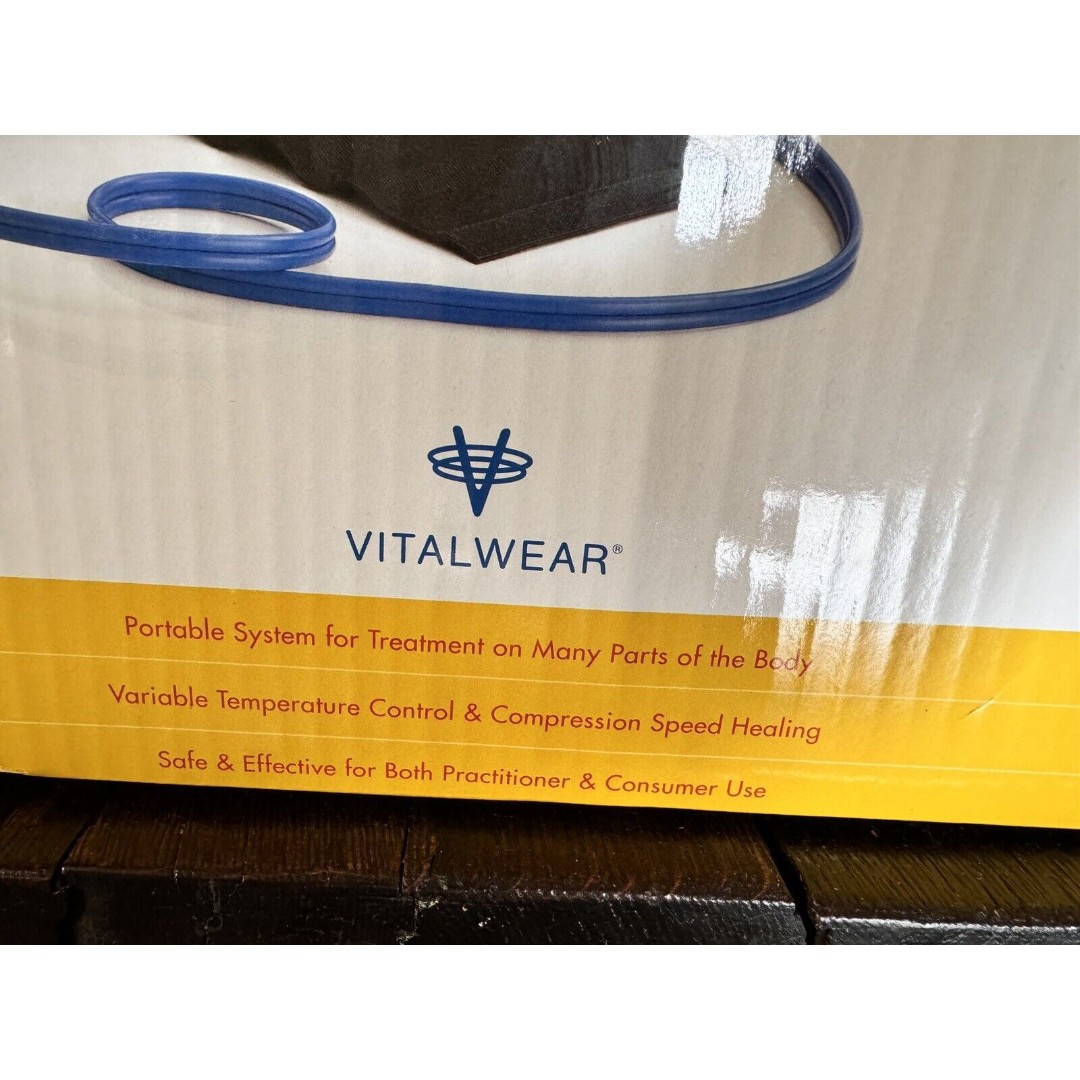 VITALWEAR®
Portable System for Treatment on Many Parts of the Body
Variable Temperature Control & Compression Speed Healing
Safe & Effective for Both Practitioner & Consumer Use